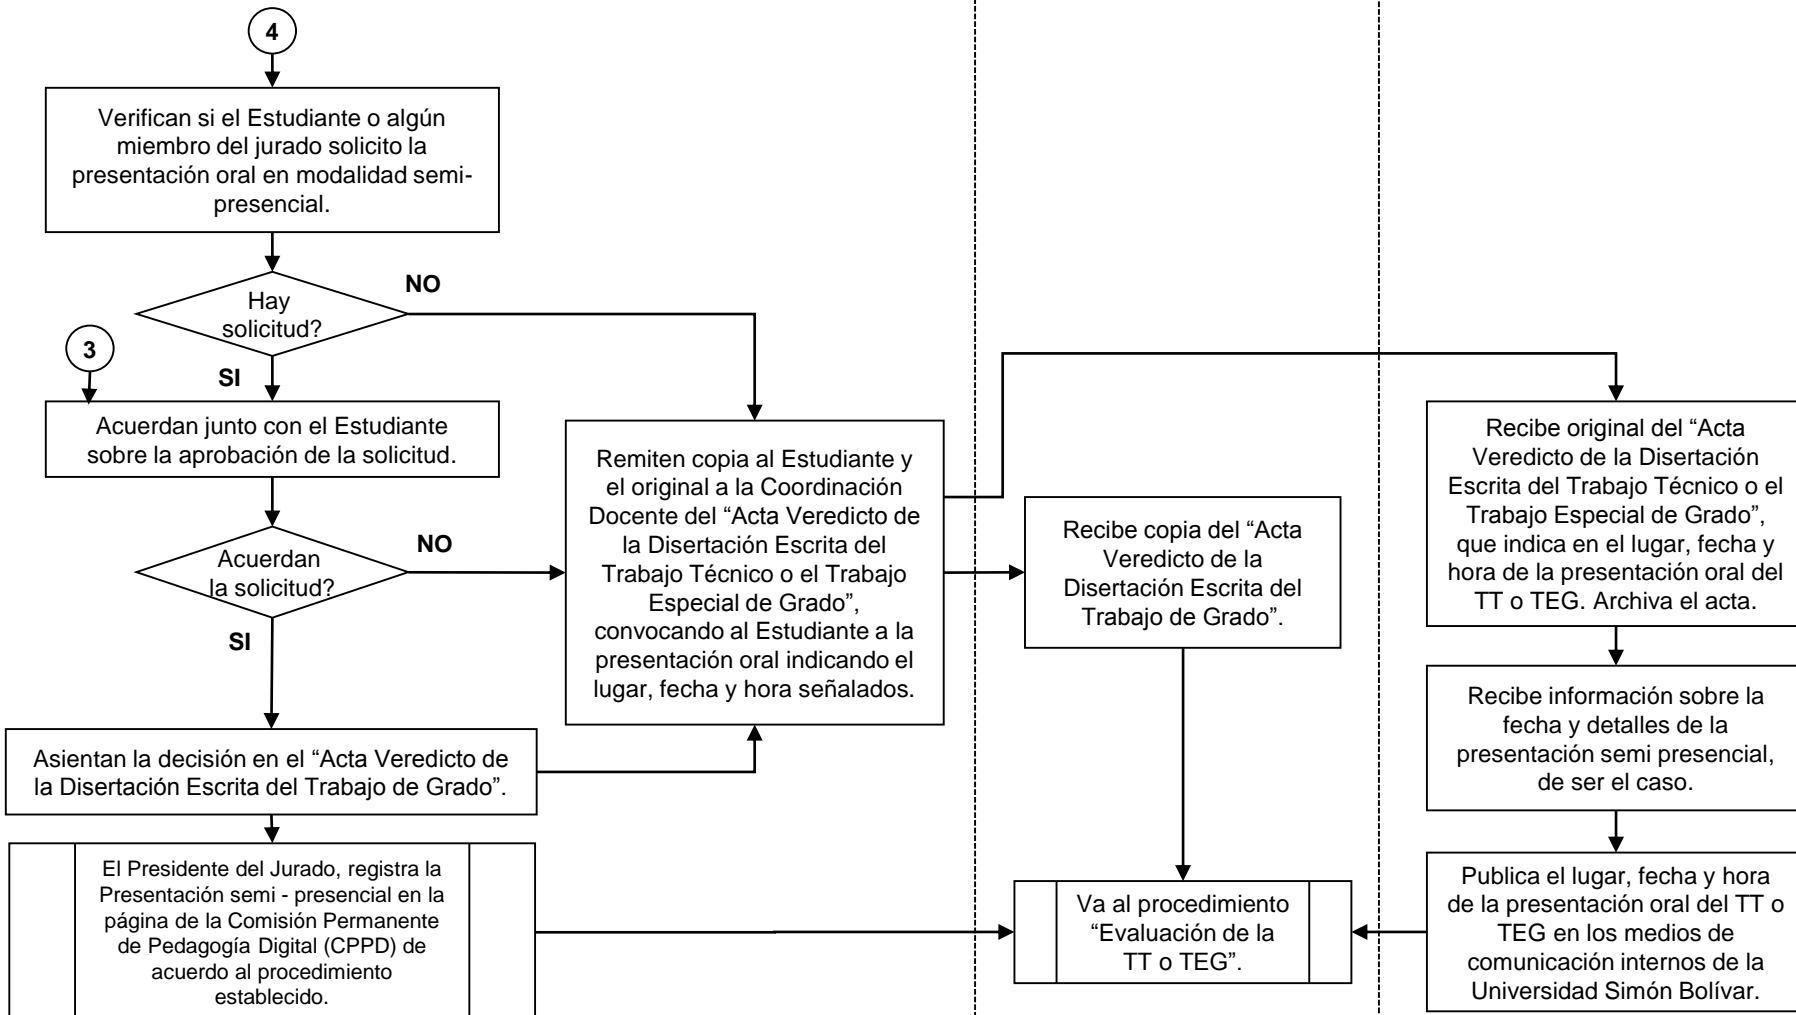 4
Verifican si el Estudiante o algún
miembro del jurado solicito la
presentación oral en modalidad semi-
presencial.
Hay
solicitud?
NO
3
SI
Acuerdan junto con el Estudiante
sobre la aprobación de la solicitud.
Acuerdan
la solicitud?
NO
SI
Asientan la decisión en el “Acta Veredicto de
la Disertación Escrita del Trabajo de Grado”.
El Presidente del Jurado, registra la
Presentación semi - presencial en la
página de la Comisión Permanente
de Pedagogía Digital (CPPD) de
acuerdo al procedimiento
establecido.
Remiten copia al Estudiante y
el original a la Coordinación
Docente del “Acta Veredicto de
la Disertación Escrita del
Trabajo Técnico o el Trabajo
Especial de Grado”,
convocando al Estudiante a la
presentación oral indicando el
lugar, fecha y hora señalados.
Recibe copia del “Acta
Veredicto de la
Disertación Escrita del
Trabajo de Grado”.
Va al procedimiento
“Evaluación de la
TT o TEG”.
Recibe original del “Acta
Veredicto de la Disertación
Escrita del Trabajo Técnico o el
Trabajo Especial de Grado”,
que indica en el lugar, fecha y
hora de la presentación oral del
TT o TEG. Archiva el acta.
Recibe información sobre la
fecha y detalles de la
presentación semi presencial,
de ser el caso.
Publica el lugar, fecha y hora
de la presentación oral del TT o
TEG en los medios de
comunicación internos de la
Universidad Simón Bolívar.